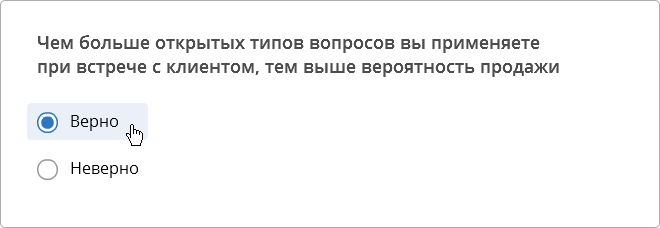 Чем больше открытых типов вопросов вы применяете
при встрече с клиентом, тем выше вероятность продажи
Верно
Неверно